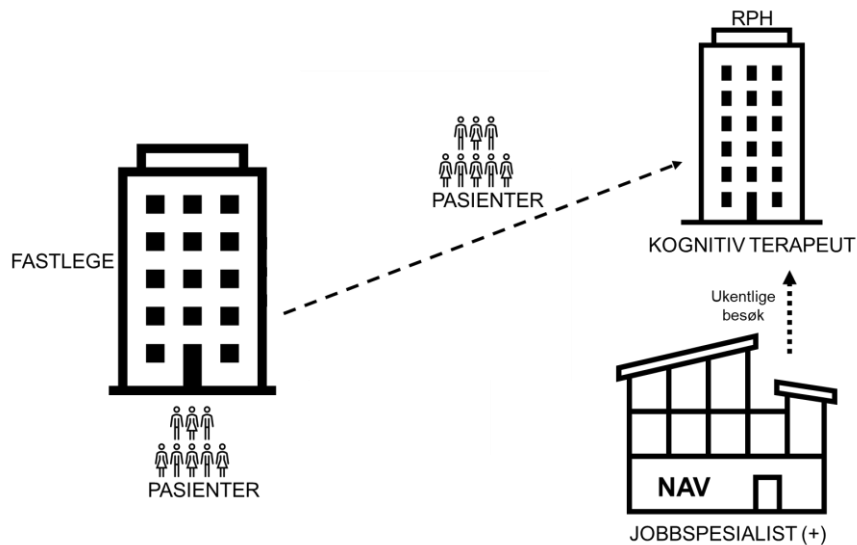 RPH
PASIENTER
FASTLEGE
KOGNITIV TERAPEUT
Ukentlige
besøk
PASIENTER
NAV
JOBBSPESIALIST (+)